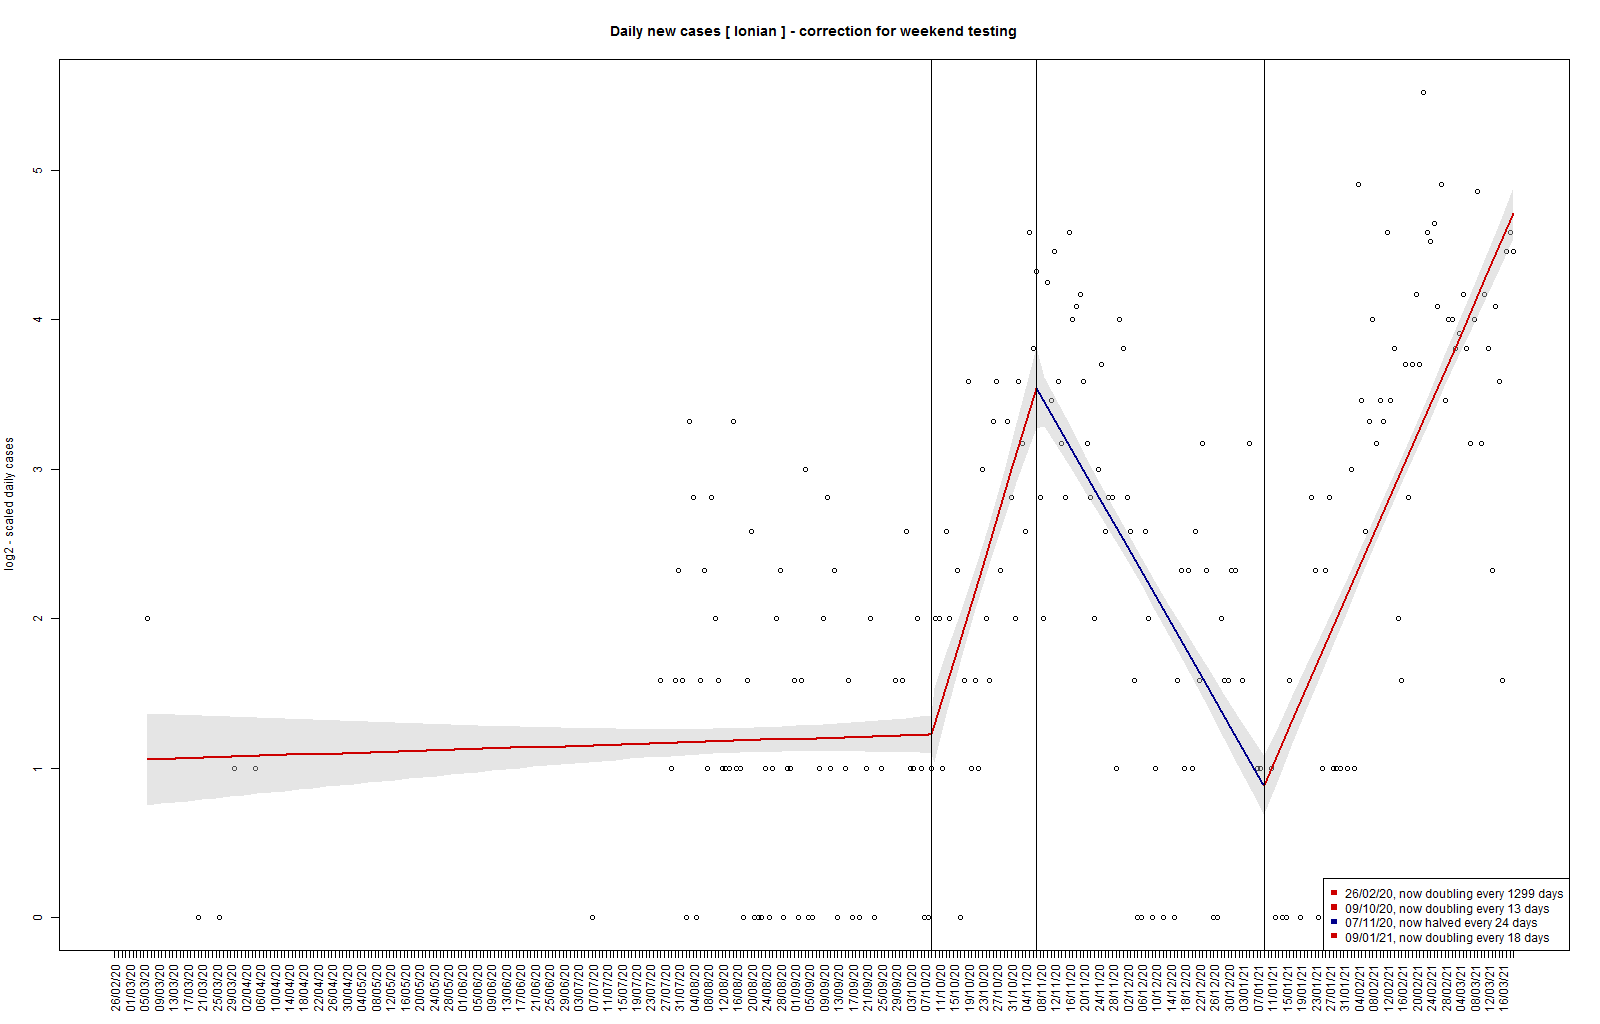 Daily new cases [ Ionian ] - correction for weekend testing
log2 - scaled daily cases
5
4
3
2
1
0
26/02/20, now doubling every 1299 days
09/10/20, now doubling every 13 days
07/11/20, now halved every 24 days
09/01/21, now doubling every 18 days
26/02/20 01/03/20 05/03/20 13/03/20 17/03/20 21/03/20 25/03/20 29/03/20 02/04/20 06/04/20 10/04/20 14/04/20 18/04/20 22/04/20 26/04/20 30/04/20 04/05/20 08/05/20 12/05/20 16/05/20 20/05/20 24/05/20 28/05/20 01/06/20 05/06/20 09/06/20 13/06/20 17/06/20 21/06/20 25/06/20 29/06/20 03/07/20 07/07/20 11/07/20 15/07/20 19/07/20 23/07/20 27/07/20 31/07/20 04/08/20 08/08/20 12/08/20 16/08/20 20/08/20 24/08/20 28/08/20 01/09/20 05/09/20 09/09/20 13/09/20 17/09/20 21/09/20 25/09/20 29/09/20 03/10/20 07/10/20 11/10/20 15/10/20 19/10/20 23/10/20 27/10/20 31/10/20 04/11/20 08/11/20 12/11/20 16/11/20 20/11/20 24/11/20 28/11/20 02/12/20 06/12/20 10/12/20 14/12/20 18/12/20 22/12/20 26/12/20 30/12/20 03/01/21 07/01/21 11/01/21 15/01/21 19/01/21 23/01/21 27/01/21 31/01/21 04/02/21 08/02/21 12/02/21 16/02/21 20/02/21 24/02/21 28/02/21 04/03/21 08/03/21 12/03/21 16/03/21